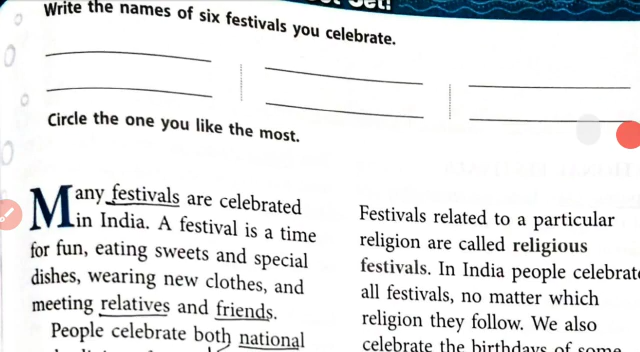 Set!
Write the names of six festivals you celebrate.
Circle the one you like the most.
Many festivals are celebrated
in India. A festival is a time
for fun, eating sweets and special
dishes, wearing new clothes, and
meeting relatives and friends.
People celebrate both national
Festivals related to a particular
religion are called religious
festivals. In India people celebrate
all festivals, no matter which
religion they follow. We also
celebrate the birthdays of some